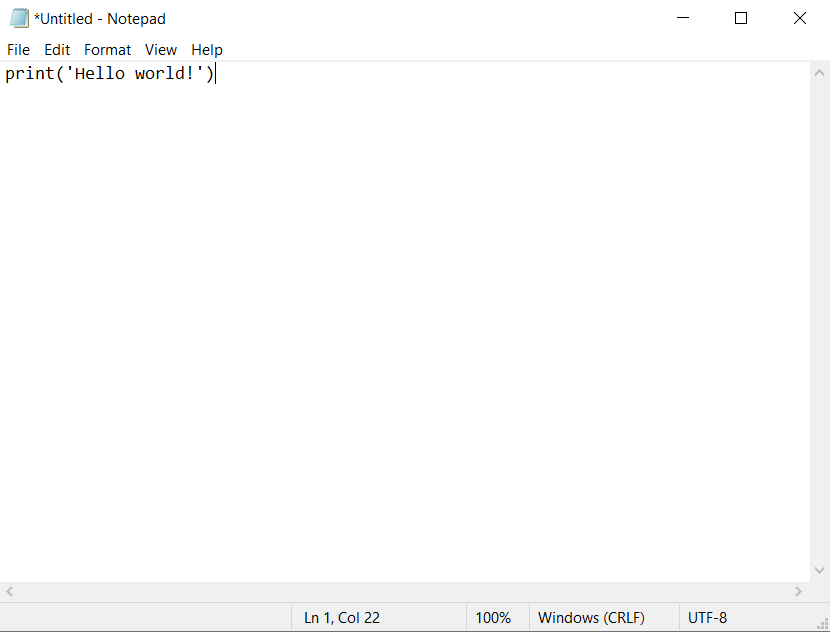 *Untitled - Notepad
File Edit Format View Help
print('Hello world!')
Ln 1, Col 22 100% Windows (CRLF) UTF-8